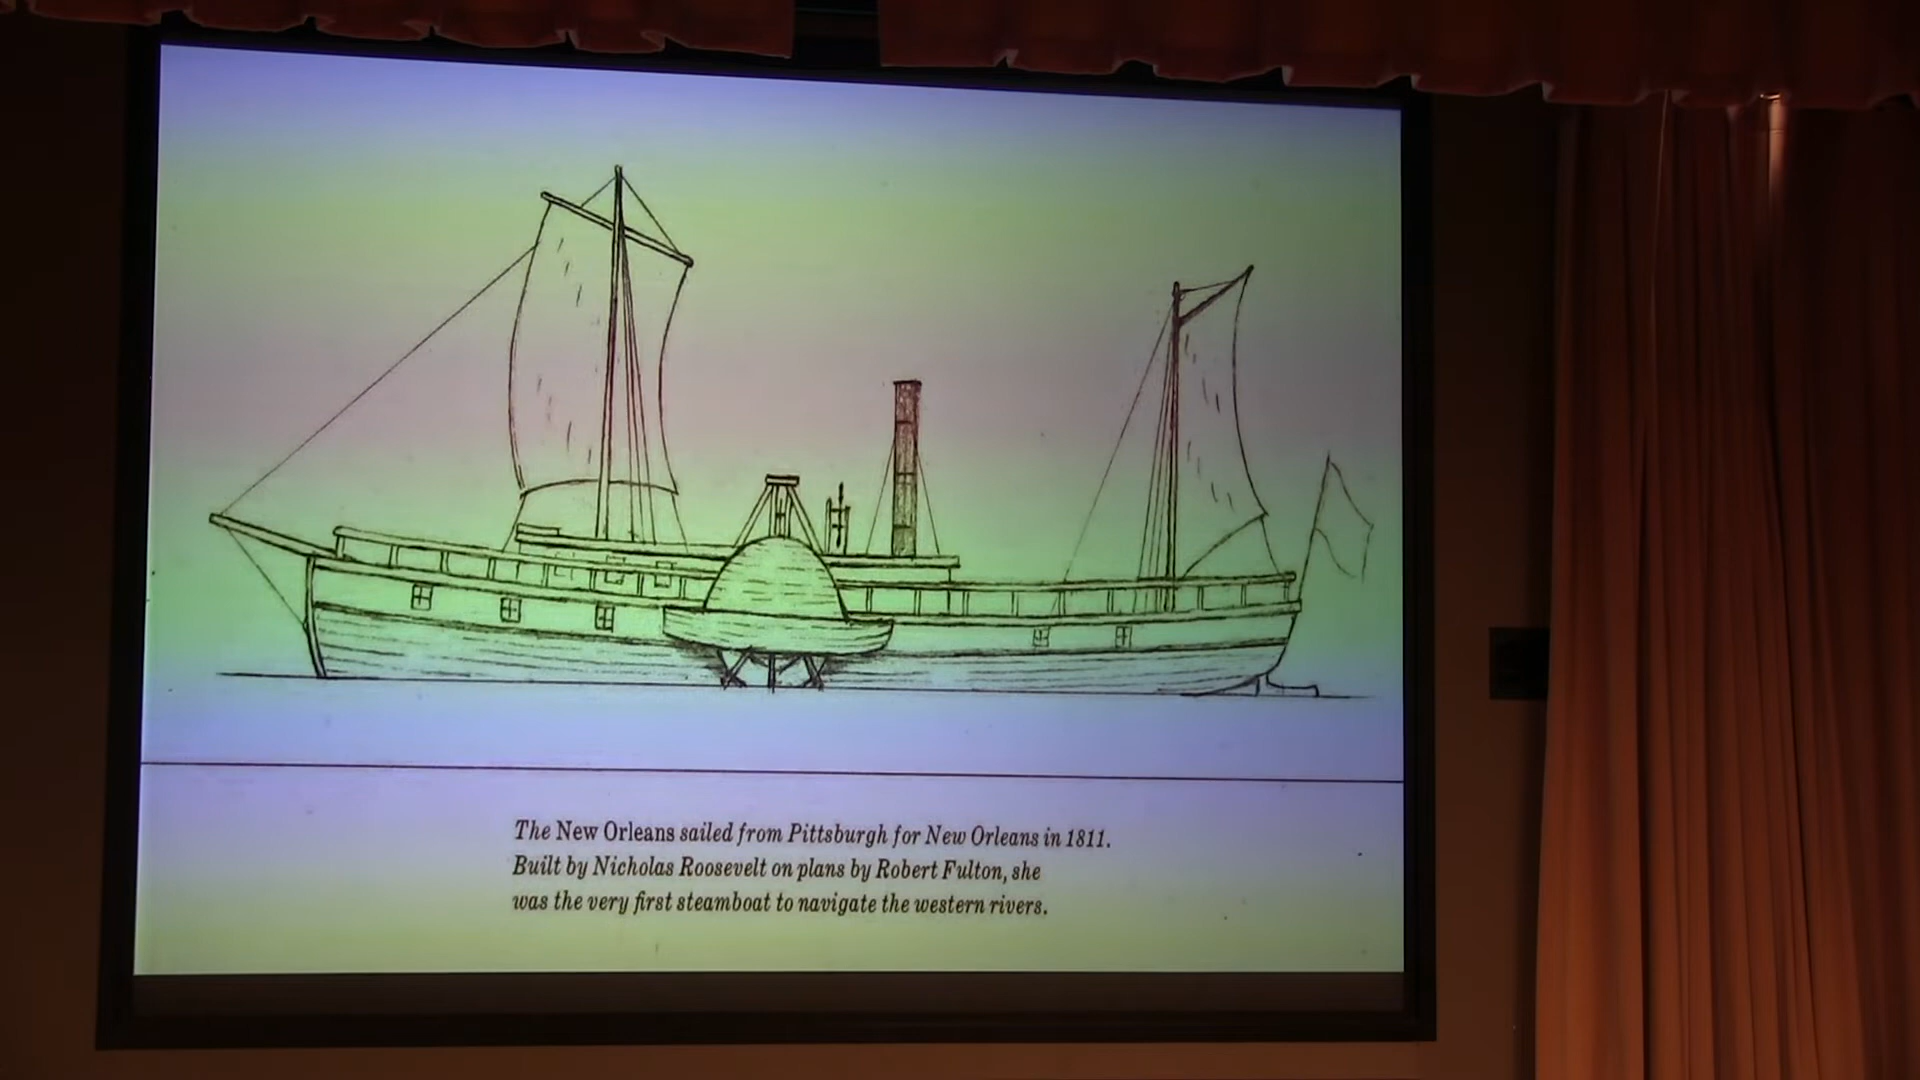 The New Orleans sailed from Pittsburgh for New Orleans in 1811.
Built by Nicholas Roosevelt on plans by Robert Fulton, she
was the very first steamboat to navigate the western rivers.